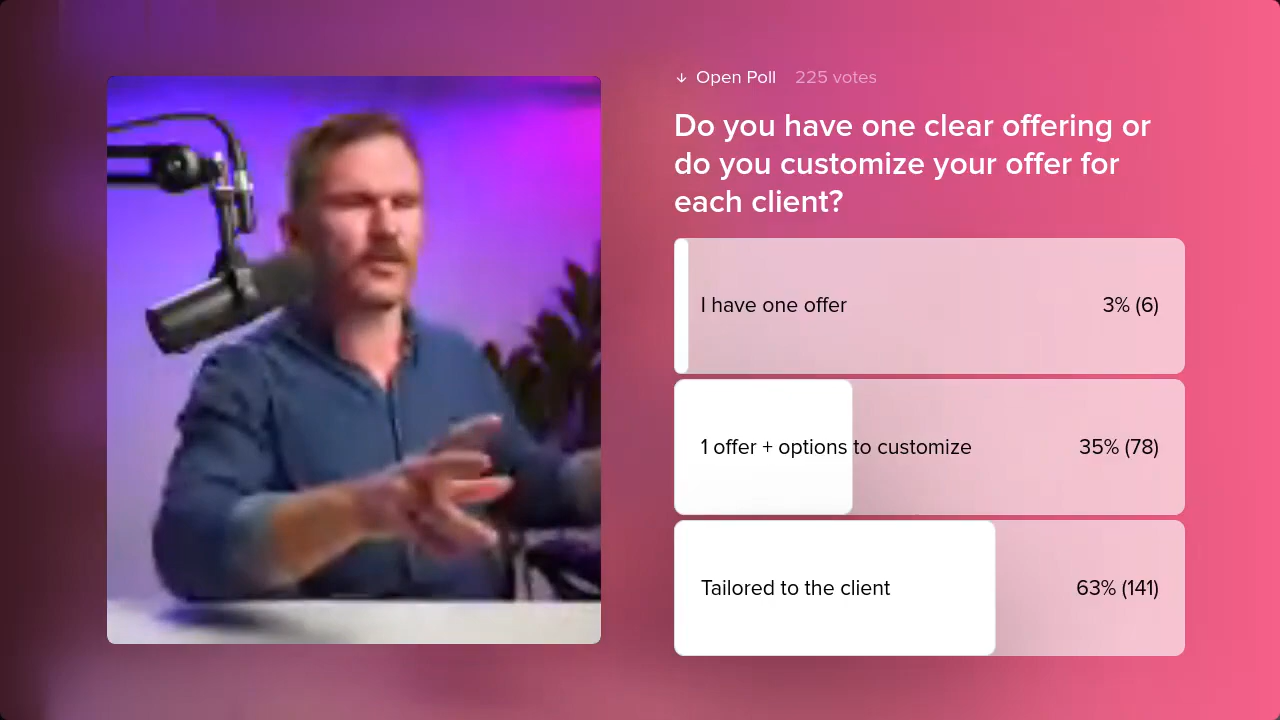 ↓ Open Poll 225 votes
Do you have one clear offering or
do you customize your offer for
each client?
I have one offer 3% (6)
1 offer + options to customize 35% (78)
Tailored to the client 63% (141)